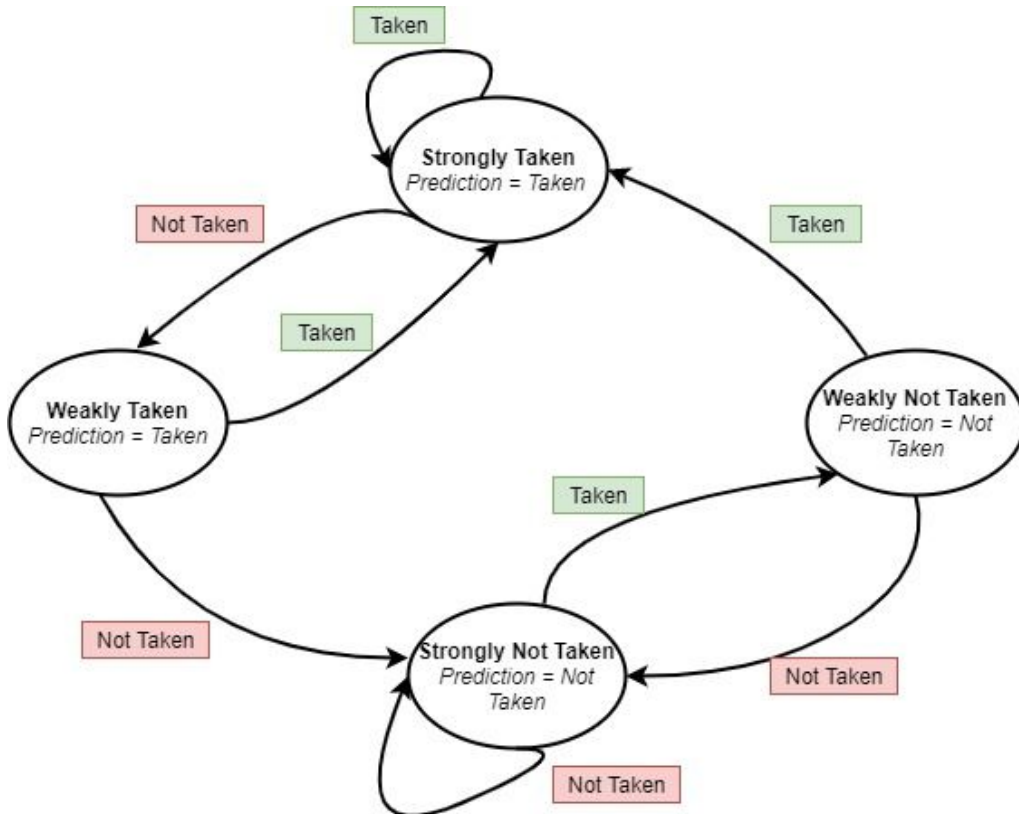 Taken
Strongly Taken
Prediction = Taken
Not Taken
Taken
Taken
Weakly Taken
Prediction = Taken
Weakly Not Taken
Prediction = Not
Taken
Taken
Not Taken
Strongly Not Taken
Prediction = Not
Taken
Not Taken
Not Taken